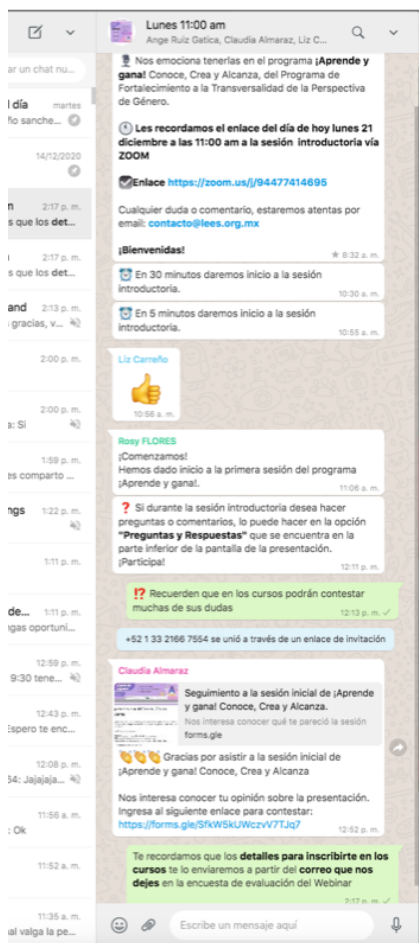 Lunes 11:00 am
Ange Ruiz Gatica, Claudia Almaraz, Liz C...
ar un chat nu...
l día martes
ño sanche...
14/12/2020
n 2:17 p. m.
s que los det...
2:17 p. m.
s que los det...
and 2:13 p. m.
gracias, v...
2:00 p. m.
2:00 p. m.
a: Si
1:59 p. m.
es comparto ...
ngs 1:22 p. m.
1:11 p. m.
de... 1:11 p. m.
ngas oportuni...
12:59 p. m.
9:30 tene...
12:43 p. m.
Espero te enc...
12:08 p. m.
54: Jajajaja...
11:56 a. m.
: Ok
11:52 a. m.
11:35 a. m.
al valga la pe...
Nos emociona tenerlas en el programa ¡Aprende y
gana! Conoce, Crea y Alcanza, del Programa de
Fortalecimiento a la Transversalidad de la Perspectiva
de Género.
Les recordamos el enlace del día de hoy lunes 21
diciembre a las 11:00 am a la sesión introductoria vía
ZOOM
Enlace https://zoom.us/j/94477414695
Cualquier duda o comentario, estaremos atentas por
email: contacto@lees.org.mx
¡Bienvenidas!
8:32 a. m.
En 30 minutos daremos inicio a la sesión
introductoria.
10:30 a. m.
En 5 minutos daremos inicio a la sesión
introductoria.
10:55 a. m.
Liz Carreño
10:56 a. m.
Rosy FLORES
¡Comenzamos!
Hemos dado inicio a la primera sesión del programa
¡Aprende y gana!.
11:06 a. m.
❓ Si durante la sesión introductoria desea hacer
preguntas o comentarios, lo puede hacer en la opción
"Preguntas y Respuestas" que se encuentra en la
parte inferior de la pantalla de la presentación.
¡Participa!
12:11 p. m.
⁉️ Recuerden que en los cursos podrán contestar
muchas de sus dudas
12:13 p. m.
+52 1 33 2166 7554 se unió a través de un enlace de invitación
Claudia Almaraz
Seguimiento a la sesión inicial de ¡Aprende
y gana! Conoce, Crea y Alcanza.
Nos interesa conocer qué te pareció la sesión
forms.gle
Gracias por asistir a la sesión inicial de
¡Aprende y gana! Conoce, Crea y Alcanza
Nos interesa conocer tu opinión sobre la presentación.
Ingresa al siguiente enlace para contestar:
https://forms.gle/SfkW5kUWczvV7TJq7
12:52 p. m.
Te recordamos que los detalles para inscribirte en los
cursos te lo enviaremos a partir del correo que nos
dejes en la encuesta de evaluación del Webinar
2:17 p. m.
Escribe un mensaje aquí